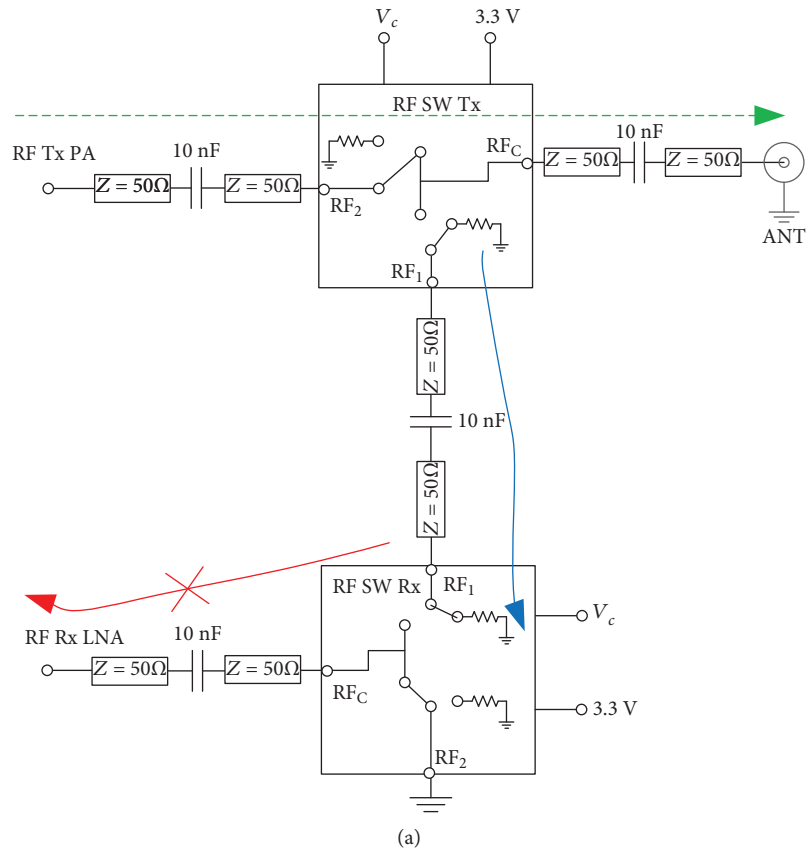 V_c 3.3 V
RF SW Tx
RF Tx PA
10 nF
Z = 50Ω Z = 50Ω
RF_2
RF_C
Z = 50Ω
10 nF
Z = 50Ω
ANT
RF_1
Z = 50Ω
10 nF
Z = 50Ω
RF SW Rx
RF_1
V_c
RF Rx LNA
10 nF
Z = 50Ω Z = 50Ω
RF_C
3.3 V
RF_2
(a)